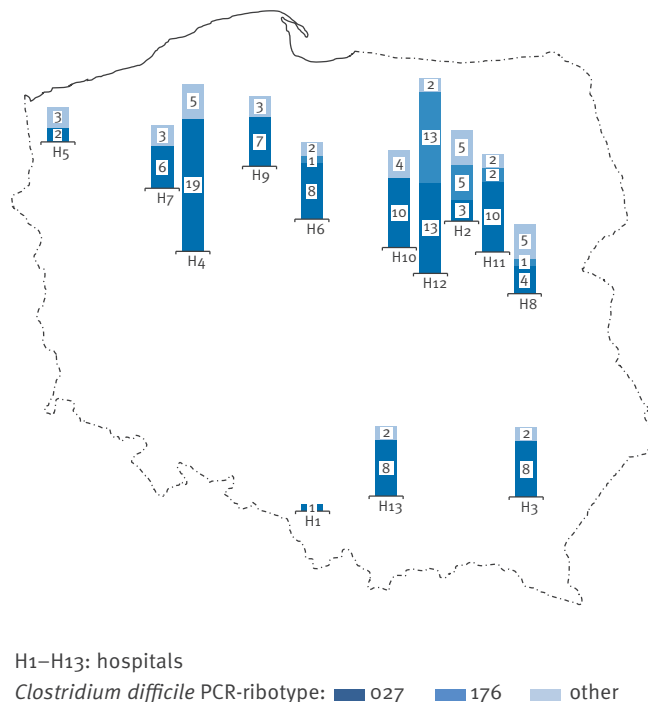 3
2
H5
3
6
H7
5
19
H4
3
7
H9
2
1
8
H6
4
10
H10
2
13
13
H12
5
5
3
H2
2
2
10
H11
5
1
4
H8
1
H1
2
8
H13
2
8
H3
H1–H13: hospitals
Clostridium difficile PCR-ribotype: 027 176 other